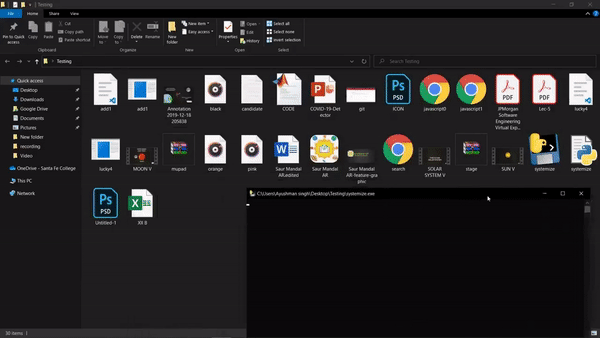 Testing
File Home Share View
Pin to Quick access
Copy
Paste
Cut
Copy path
Paste shortcut
Move to
Copy to
Delete
Rename
New folder
New item
Easy access
Properties
Open
Edit
History
Select all
Select none
Invert selection
Clipboard
Organize
New
Open
Select
Testing
Search Testing
Quick access
Desktop
Downloads
Google Drive
Documents
Pictures
New folder
recording
Video
OneDrive - Santa Fe College
This PC
Network
add1
add1
Annotation 2019-12-18 205838
black
candidate
CODE
COVID-19-Detector
git
ICON
javascript0
javascript1
JPMorgan Software Engineering Virtual Exp...
Lec-5
lucky4
lucky4
MOON V
mupad
orange
pink
Saur Mandal AR.edited
Saur Mandal AR
Saur Mandal AR-feature-graphic
search
SOLAR SYSTEM V
stage
SUN V
systemize
systemize
Untitled-1
XII B
C:\Users\Ayushman singh\Desktop\Testing\systemize.exe
30 items